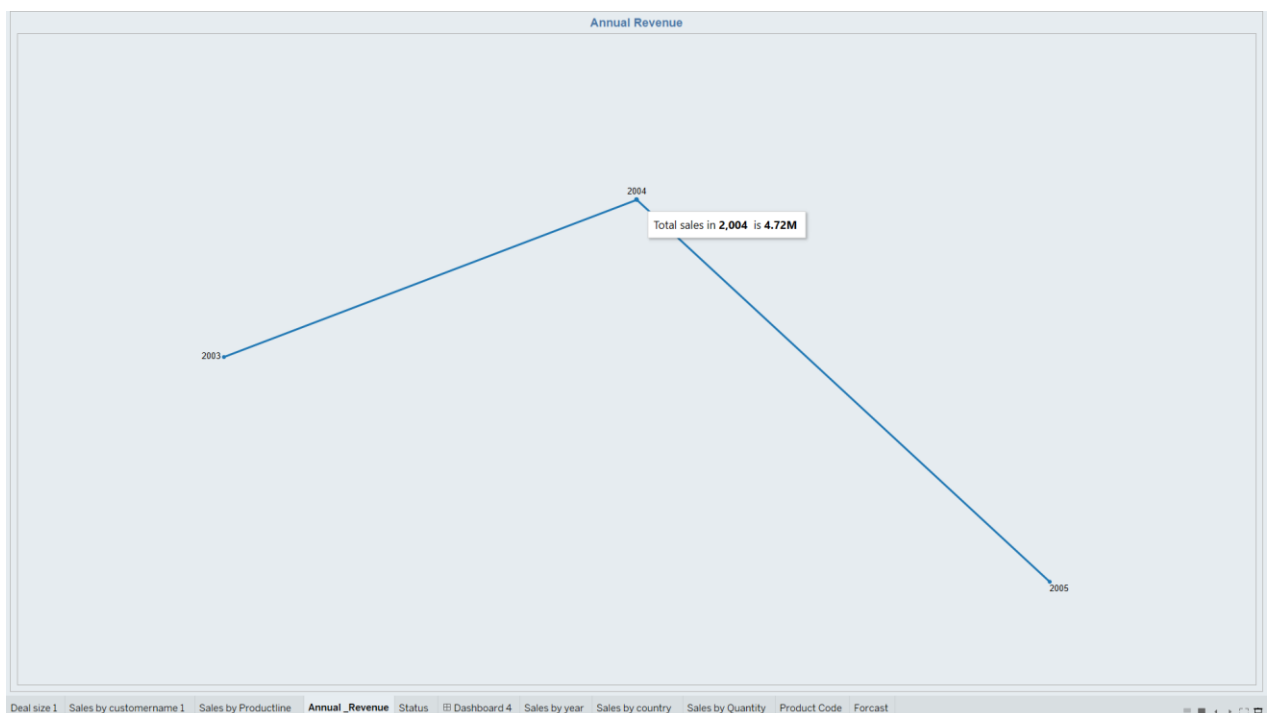 Annual Revenue
2004
Total sales in 2,004 is 4.72M
2003
2005
Deal size 1 Sales by customername 1 Sales by Productline Annual _Revenue Status Dashboard 4 Sales by year Sales by country Sales by Quantity Product Code Forcast